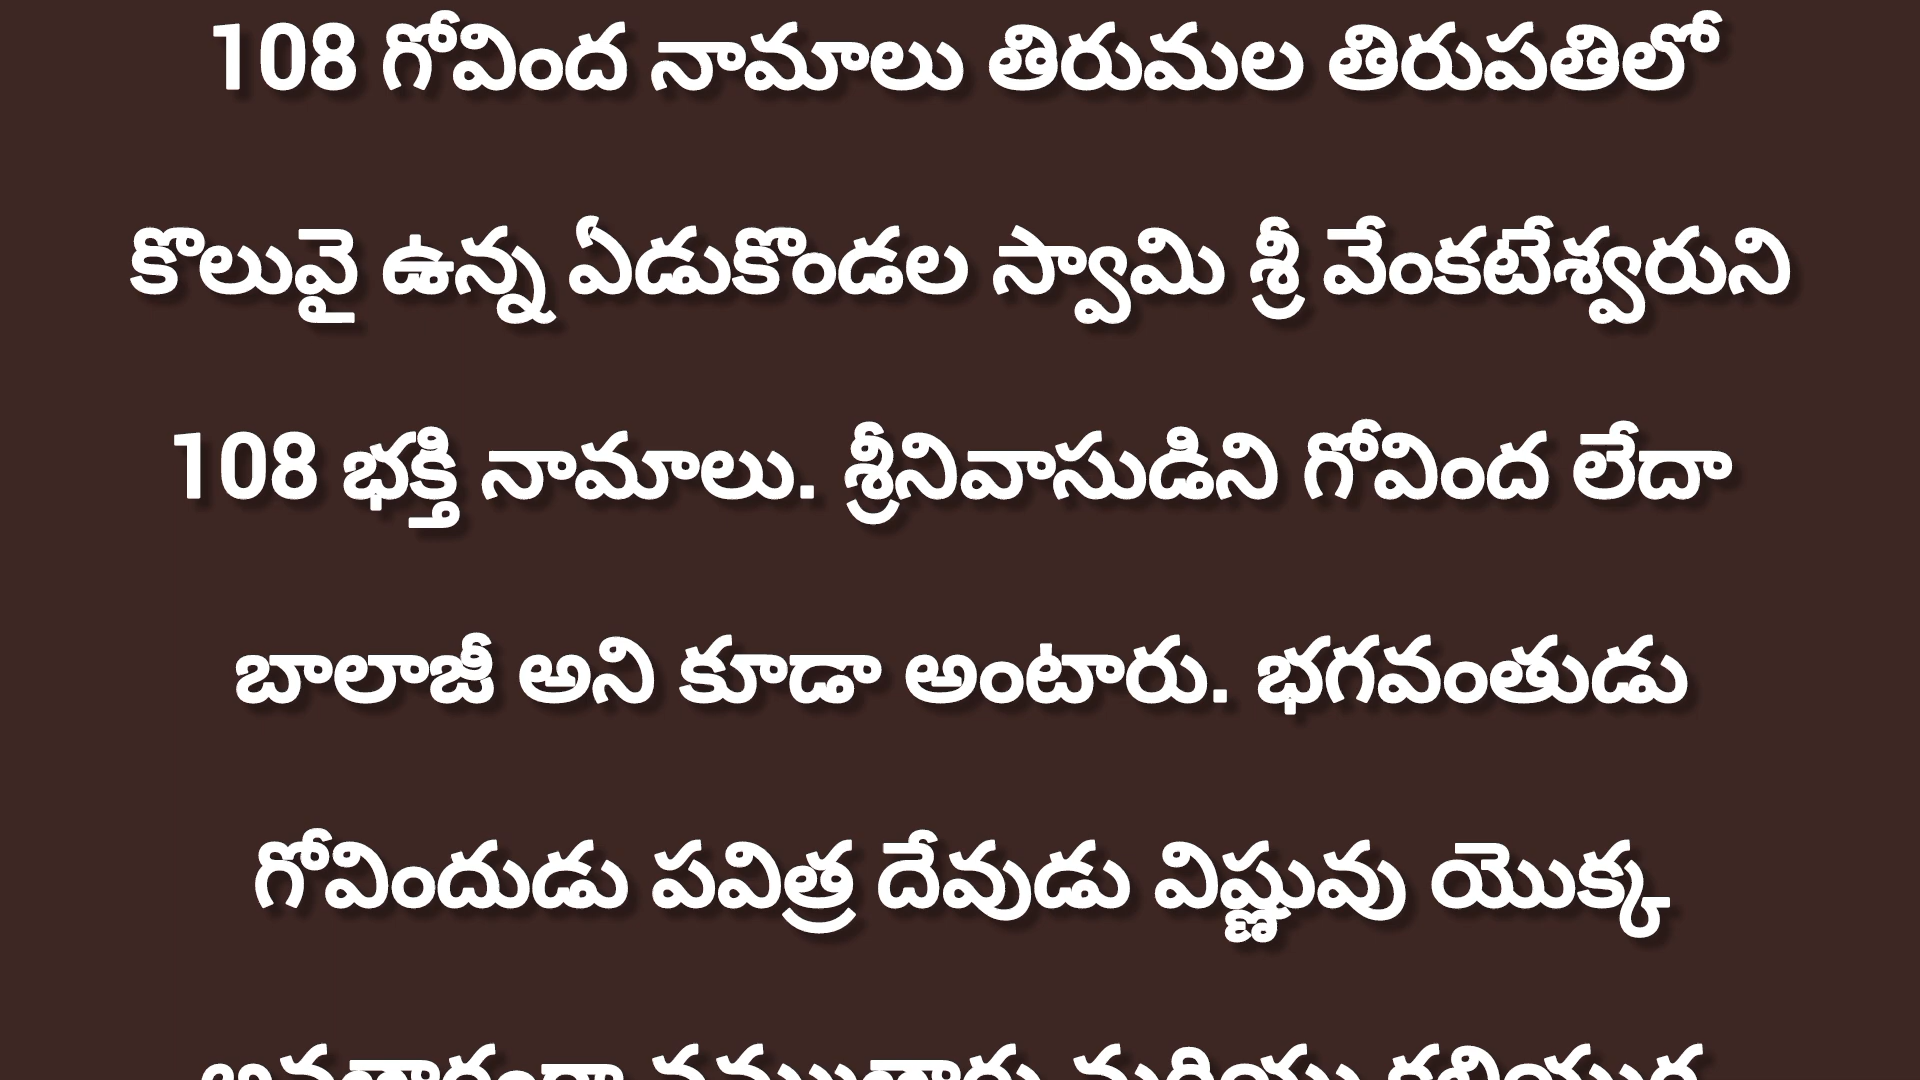 108 గోవింద నామాలు తిరుమల తిరుపతిలో
కొలువై ఉన్న ఏడుకొండల స్వామి శ్రీ వేంకటేశ్వరుని
108 భక్తి నామాలు. శ్రీనివాసుడిని గోవింద లేదా
బాలాజీ అని కూడా అంటారు. భగవంతుడు
గోవిందుడు పవిత్ర దేవుడు విష్ణువు యొక్క